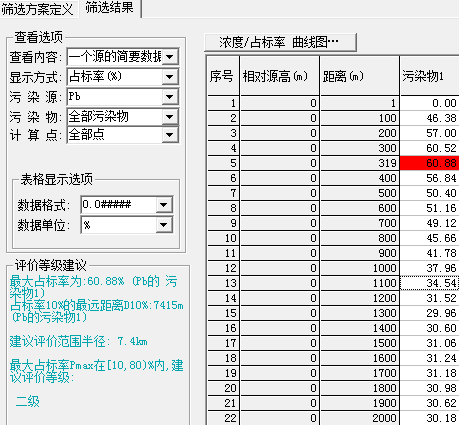 筛选方案定义 筛选结果
查看选项
查看内容: 一个源的简要数据
显示方式: 占标率(%)
污 染 源: Pb
污 染 物: 全部污染物
计 算 点: 全部点
表格显示选项
数据格式: 0.0#####
数据单位: %
评价等级建议
最大占标率为:60.88% (Pb的 污
染物1)
占标率10%的最远距离D10%:7415m
(Pb的污染物1)
建议评价范围半径: 7.4km
最大占标率Pmax在[10,80)%内,建
议评价等级:
二级
浓度/占标率 曲线图…
序号 相对源高(m) 距离(m) 污染物1
1 0 1 0.00
2 0 100 46.38
3 0 200 57.00
4 0 300 60.52
5 0 319 60.88
6 0 400 56.84
7 0 500 50.40
8 0 600 51.16
9 0 700 49.12
10 0 800 45.66
11 0 900 41.78
12 0 1000 37.96
13 0 1100 34.54
14 0 1200 31.52
15 0 1300 29.96
16 0 1400 30.60
17 0 1500 31.06
18 0 1600 31.24
19 0 1700 31.18
20 0 1800 30.98
21 0 1900 30.62
22 0 2000 30.18